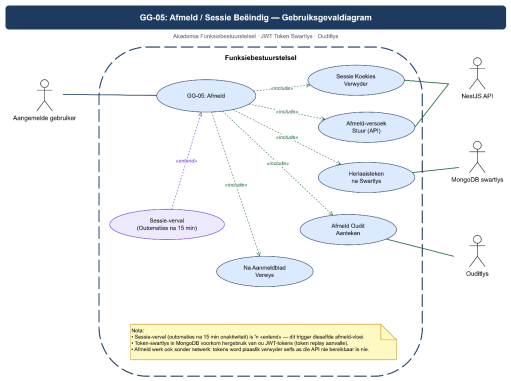 GG-05: Afmeld / Sessie Beëindig — Gebruiksgevaldiagram
Akademia Funksiebestuurstelsel · JWT Token Swartlys · Ouditlys
Funksiebestuurstelsel
GG-05: Afmeld
«include»
Sessie Koekies
Verwyder
NestJS API
Aangemelde gebruiker
«include»
Afmeld-versoek
Stuur (API)
«include»
«extend»
«include»
Herlaaisteken
na Swartlys
MongoDB swartlys
«include»
Sessie-verval
(Outomaties na 15 min)
Afmeld Oudit
Aanteken
Ouditlys
Na Aanmeldblad
Verwys
Nota:
• Sessie-verval (outomaties na 15 min onaktiwiteit) is 'n «extend» — dit trigger dieselfde afmeld-vloei.
• Token-swartlys in MongoDB voorkom hergebruik van ou JWT-tokens (token replay aanvalle).
• Afmeld werk ook sonder netwerk: tokens word plaaslik verwyder selfs as die API nie bereikbaar is nie.